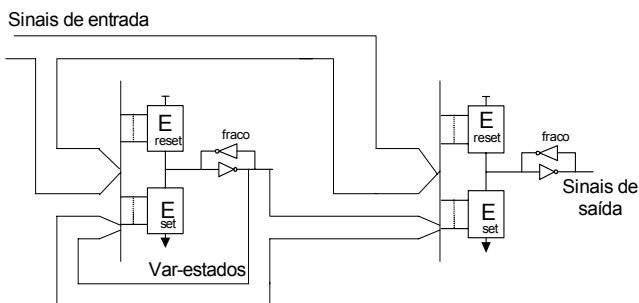 Sinais de entrada
E
reset
fraco
E
set
Var-estados
E
reset
fraco
E
set
Sinais de
saída